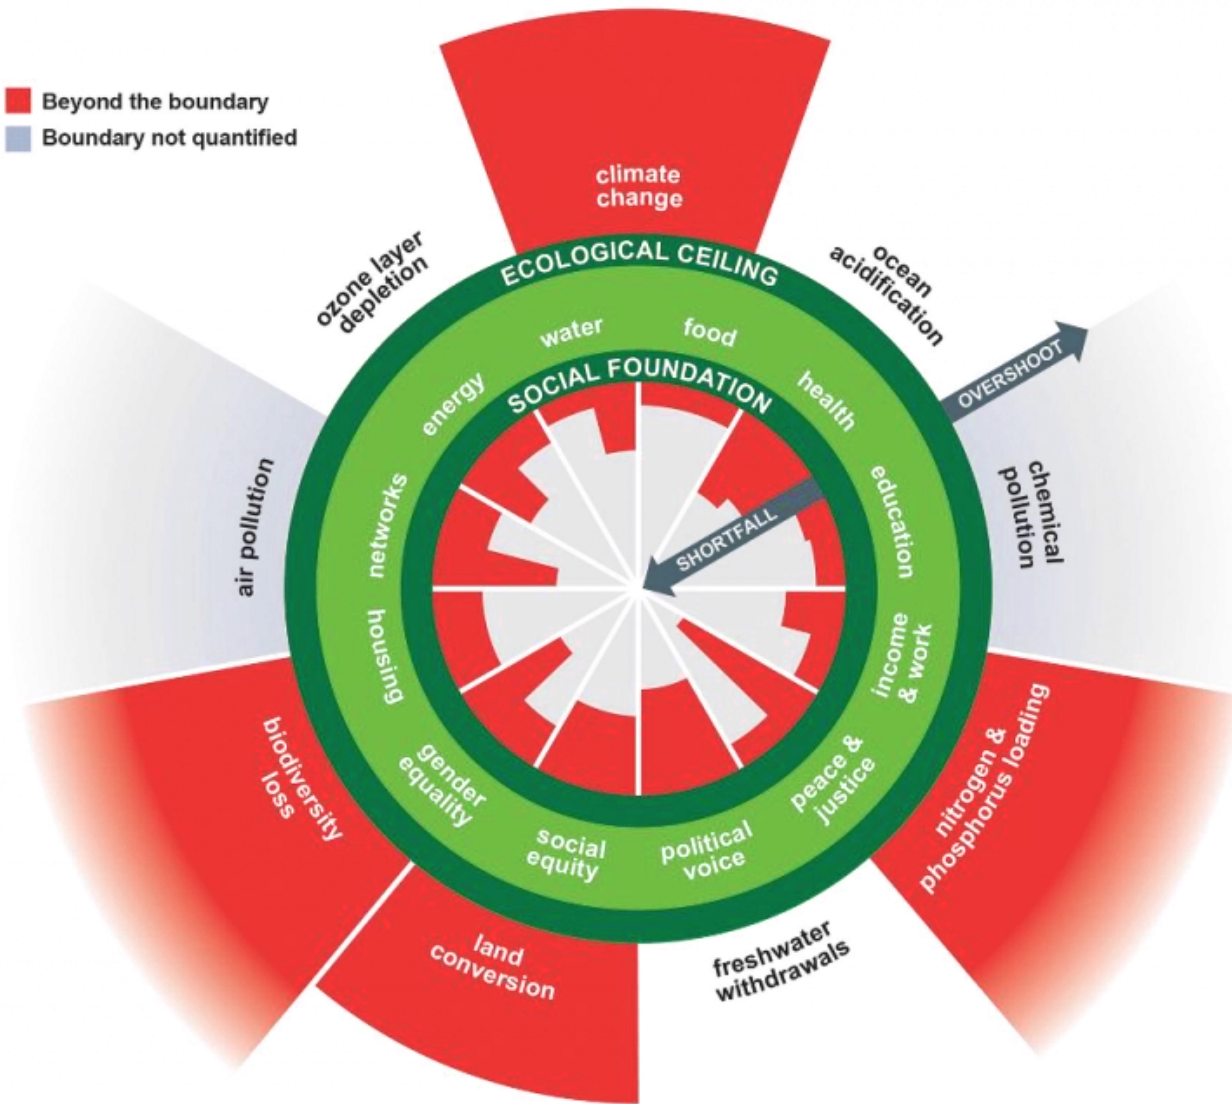 Beyond the boundary
Boundary not quantified
climate
change
ozone layer
depletion
ocean
acidification
ECOLOGICAL CEILING
OVERSHOOT
water
food
energy
health
SOCIAL FOUNDATION
networks
education
SHORTFALL
air pollution
chemical
pollution
housing
income
& work
gender
equality
peace &
justice
social
equity
political
voice
biodiversity
loss
nitrogen &
phosphorus loading
land
conversion
freshwater
withdrawals